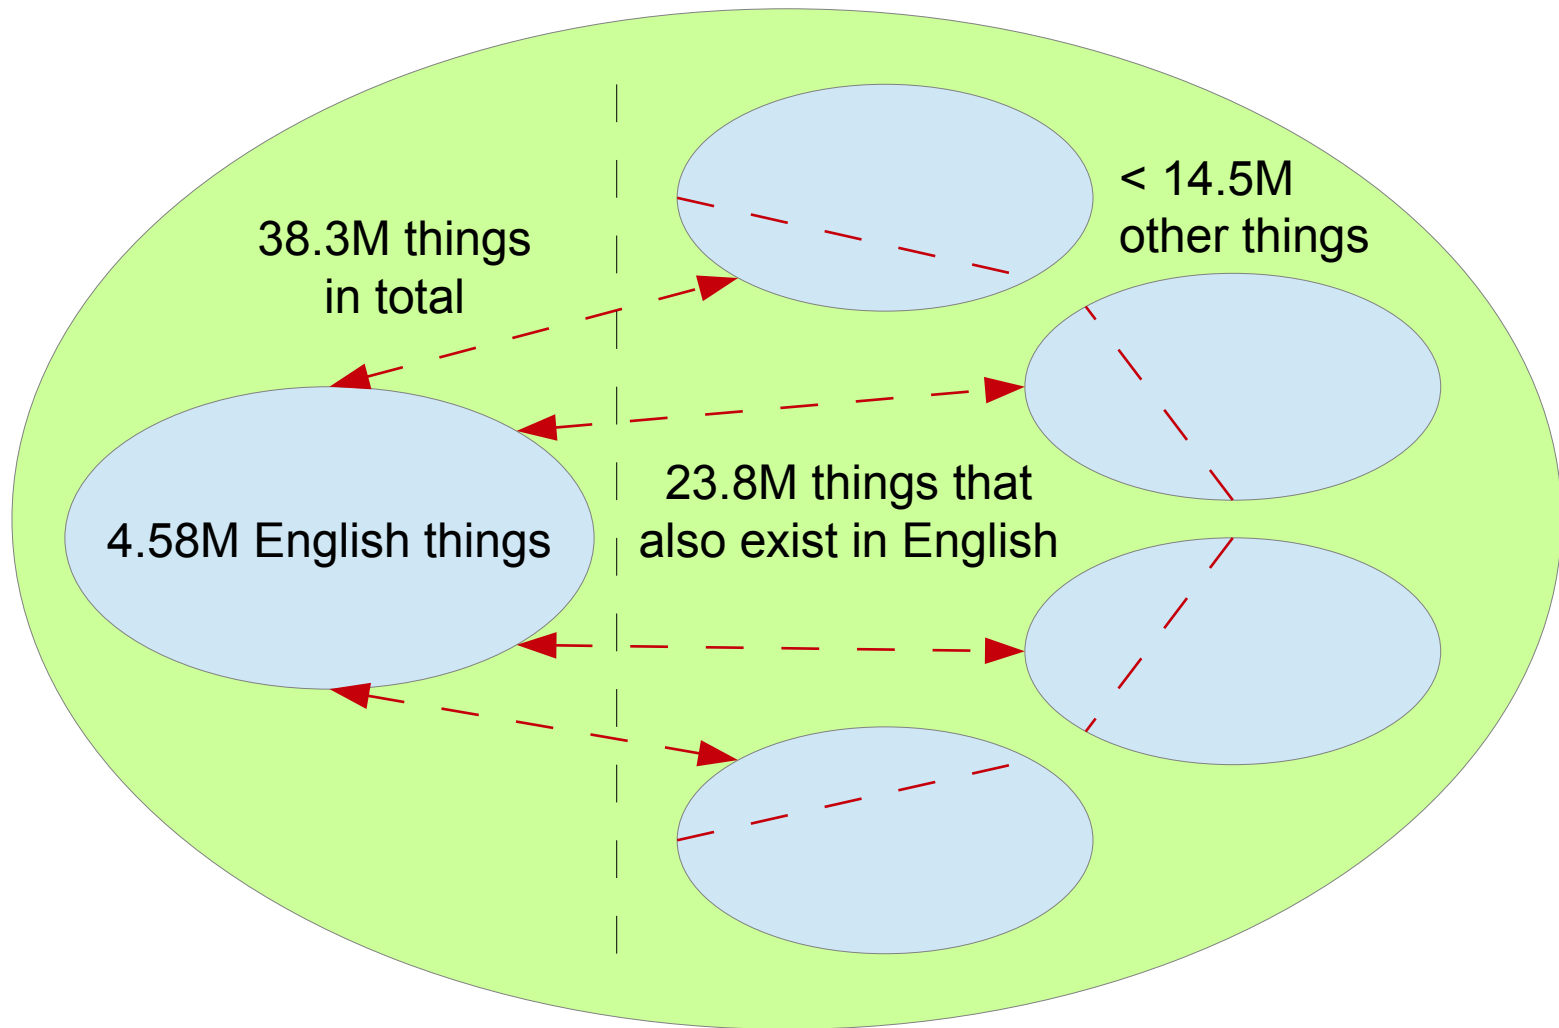 38.3M things
in total
< 14.5M
other things
4.58M English things
23.8M things that
also exist in English